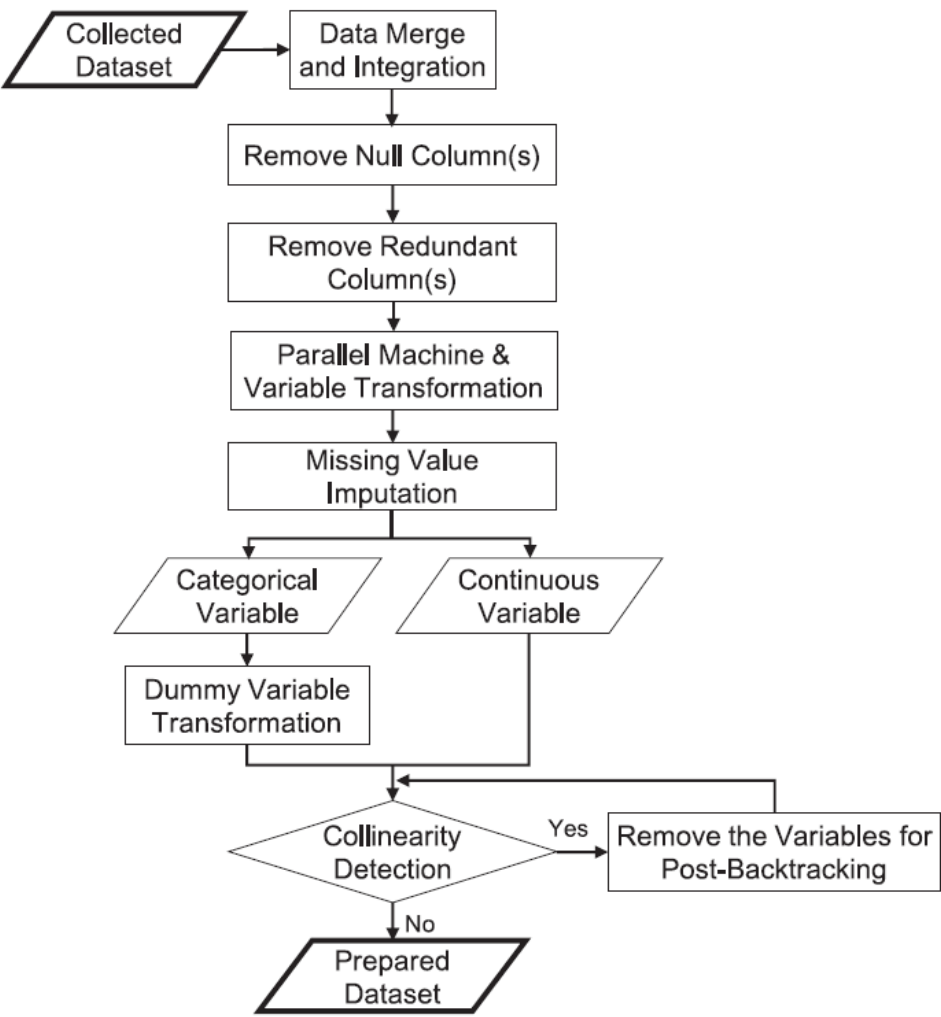 Collected
Dataset
Data Merge
and Integration
Remove Null Column(s)
Remove Redundant
Column(s)
Parallel Machine &
Variable Transformation
Missing Value
Imputation
Categorical
Variable
Continuous
Variable
Dummy Variable
Transformation
Collinearity
Detection
Yes
Remove the Variables for
Post-Backtracking
No
Prepared
Dataset